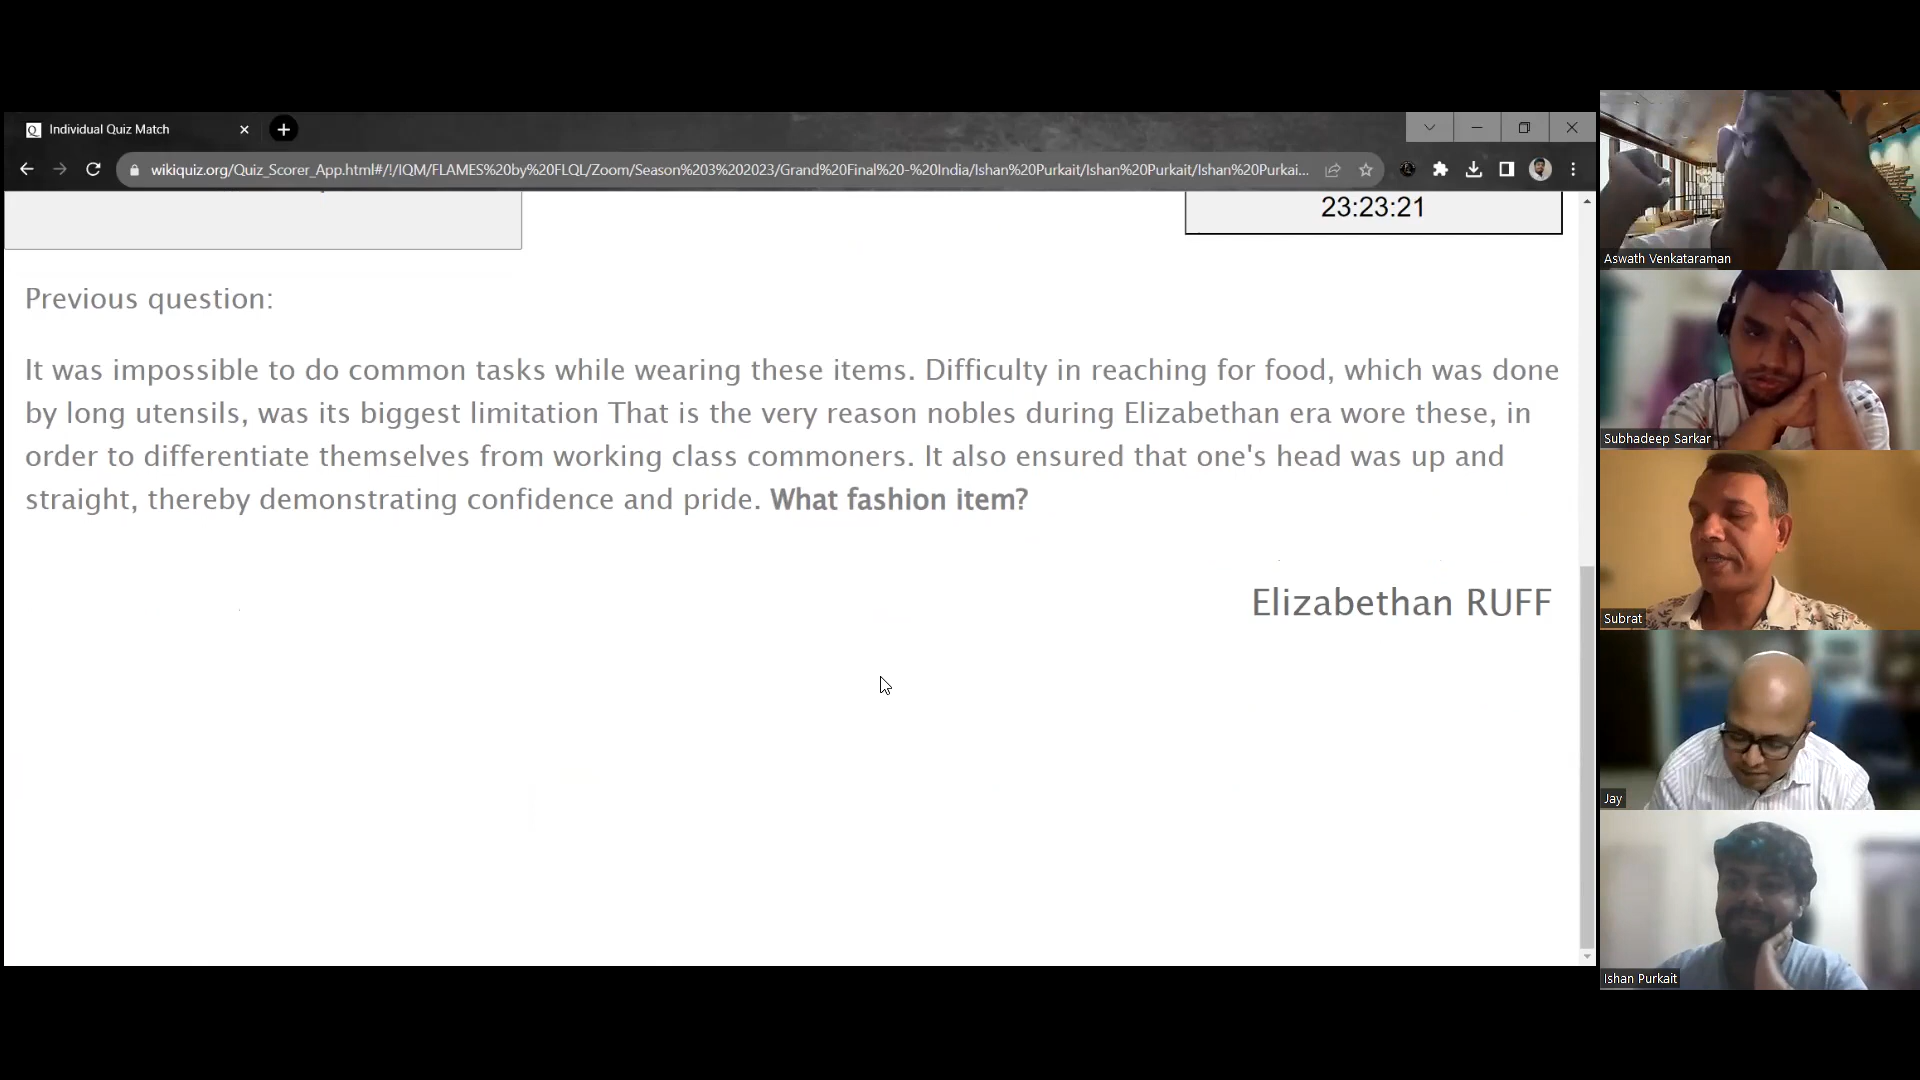 Individual Quiz Match
wikiquiz.org/Quiz_Scorer_App.html#/!/IQM/FLAMES%20by%20FLQL/Zoom/Season%203%202023/Grand%20Final%20-%20India/Ishan%20Purkait/Ishan%20Purkait/Ishan%20Purkai...
23:23:21
Previous question:
It was impossible to do common tasks while wearing these items. Difficulty in reaching for food, which was done
by long utensils, was its biggest limitation That is the very reason nobles during Elizabethan era wore these, in
order to differentiate themselves from working class commoners. It also ensured that one's head was up and
straight, thereby demonstrating confidence and pride. What fashion item?
Elizabethan RUFF
Aswath Venkataraman
Subhadeep Sarkar
Subrat
Jay
Ishan Purkait